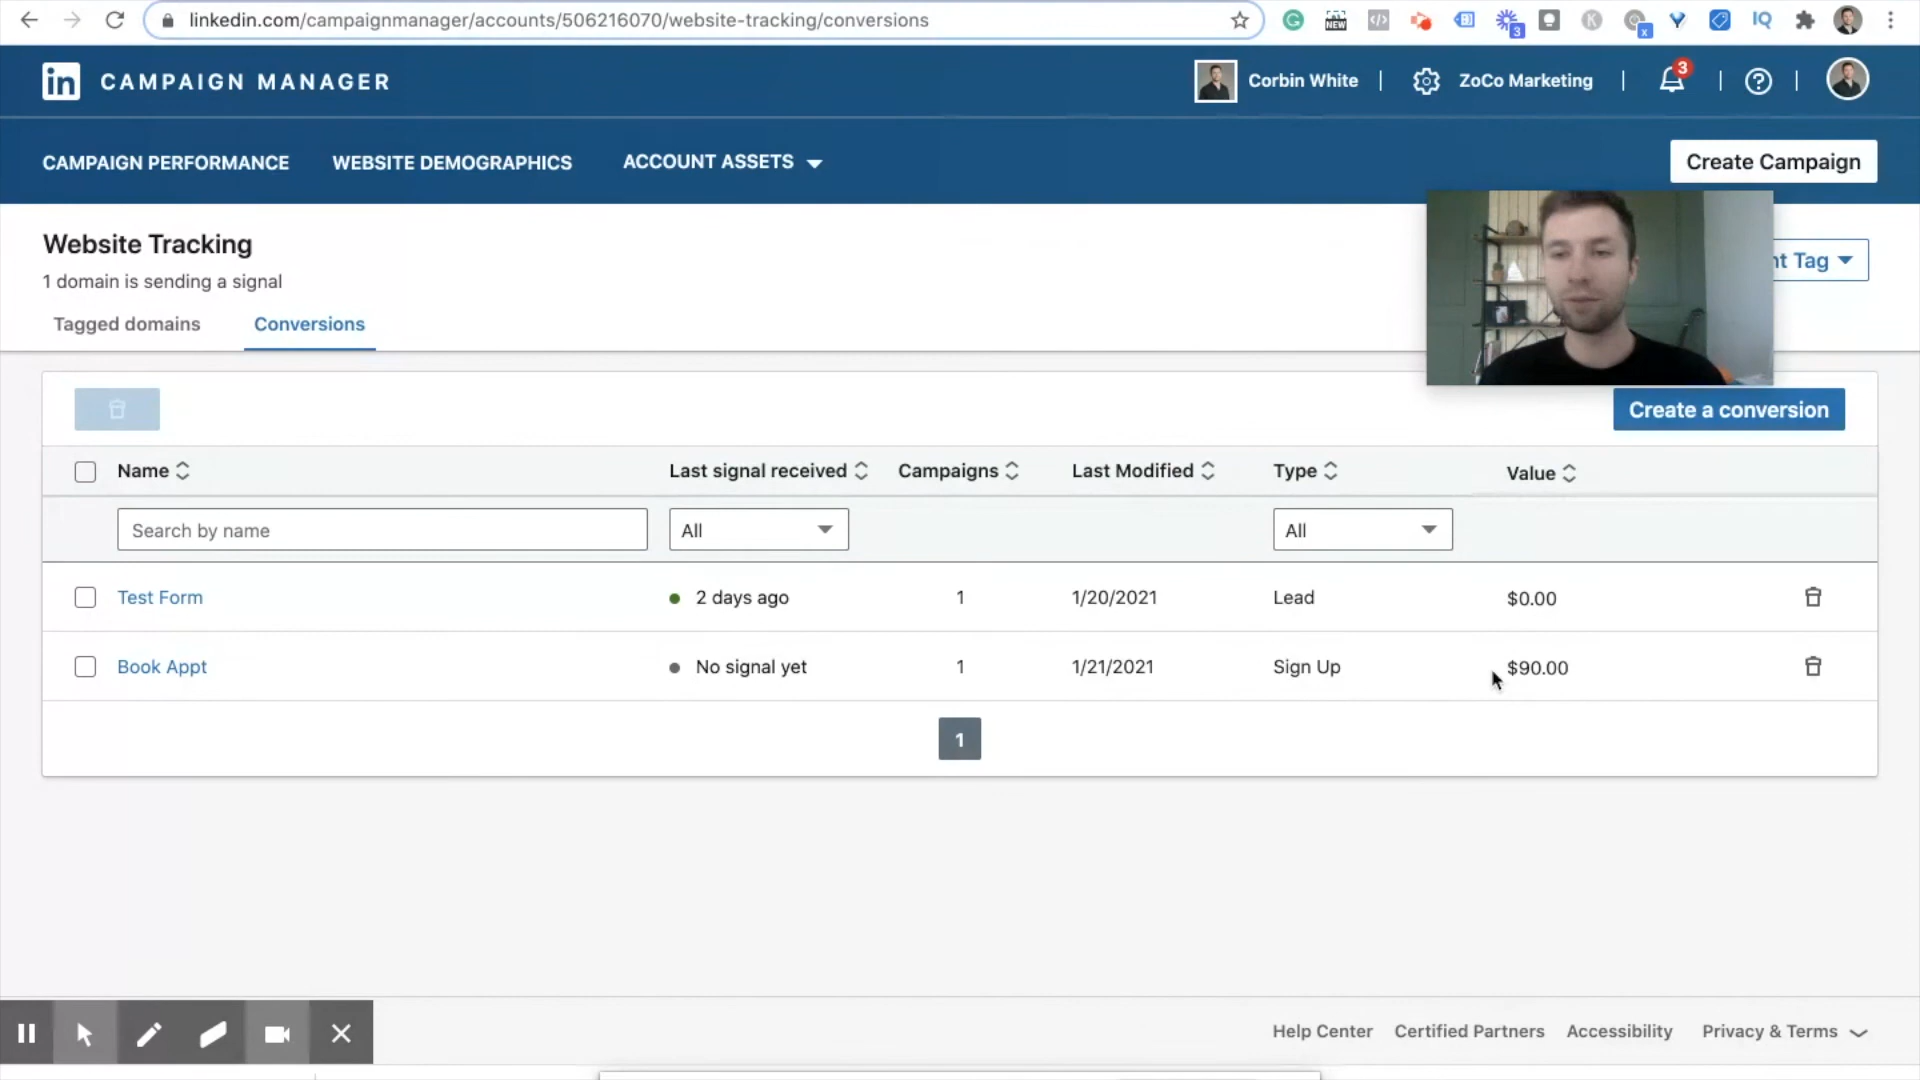 linkedin.com/campaignmanager/accounts/506216070/website-tracking/conversions
NEW
3
x
IQ
in CAMPAIGN MANAGER
Corbin White
ZoCo Marketing
3
CAMPAIGN PERFORMANCE
WEBSITE DEMOGRAPHICS
ACCOUNT ASSETS
Create Campaign
Website Tracking
1 domain is sending a signal
nt Tag
Tagged domains
Conversions
Create a conversion
Name
Last signal received
Campaigns
Last Modified
Type
Value
Search by name
All
All
Test Form
2 days ago
1
1/20/2021
Lead
$0.00
Book Appt
No signal yet
1
1/21/2021
Sign Up
$90.00
1
Help Center
Certified Partners
Accessibility
Privacy & Terms